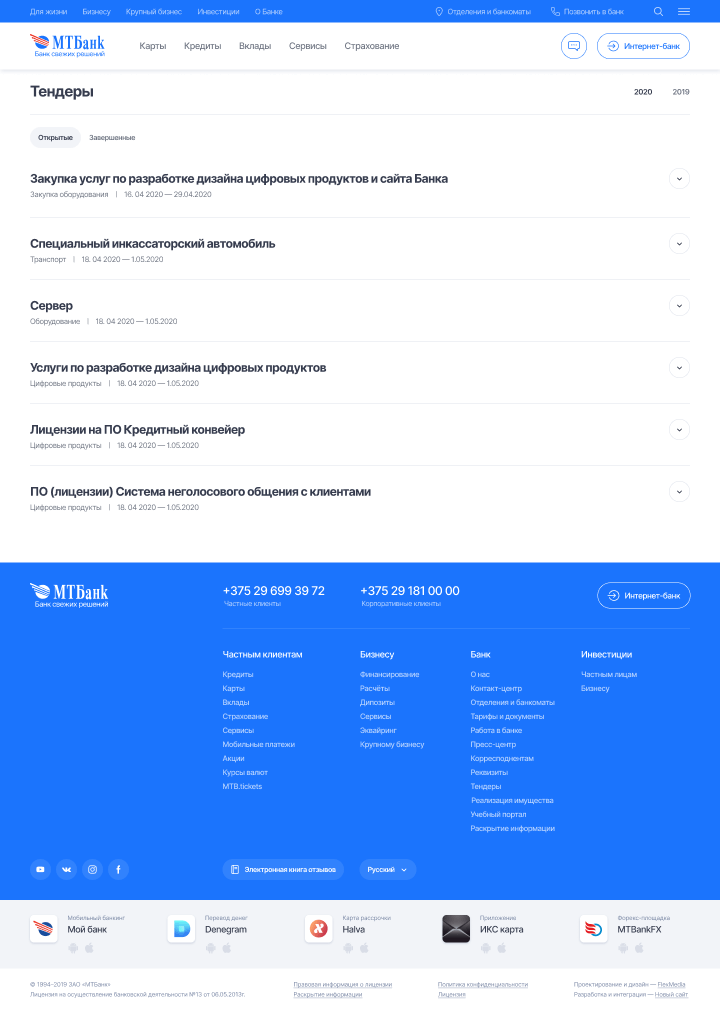 Для жизни Бизнесу Крупный бизнес Инвестиции О Банке Отделения и банкоматы Позвонить в банк
МТБанк
Банк свежих решений
Карты Кредиты Вклады Сервисы Страхование Интернет-банк
Тендеры 2020 2019
Открытые Завершенные
Закупка услуг по разработке дизайна цифровых продуктов и сайта Банка
Закупка оборудования | 16. 04 2020 — 29.04.2020
Специальный инкассаторский автомобиль
Транспорт | 18. 04 2020 — 1.05.2020
Сервер
Оборудование | 18. 04 2020 — 1.05.2020
Услуги по разработке дизайна цифровых продуктов
Цифровые продукты | 18. 04 2020 — 1.05.2020
Лицензии на ПО Кредитный конвейер
Цифровые продукты | 18. 04 2020 — 1.05.2020
ПО (лицензии) Система неголосового общения с клиентами
Цифровые продукты | 18. 04 2020 — 1.05.2020
МТБанк
Банк свежих решений
+375 29 699 39 72 +375 29 181 00 00 Интернет-банк
Частные клиенты Корпоративные клиенты
Частным клиентам
Кредиты
Карты
Вклады
Страхование
Сервисы
Мобильные платежи
Акции
Курсы валют
MTB.tickets
Бизнесу
Финансирование
Расчёты
Дипозиты
Сервисы
Эквайринг
Крупному бизнесу
Банк
О нас
Контакт-центр
Отделения и банкоматы
Тарифы и документы
Работа в банке
Пресс-центр
Корреспондентам
Реквизиты
Тендеры
Реализация имущества
Учебный портал
Раскрытие информации
Инвестиции
Частным лицам
Бизнесу
Электронная книга отзывов Русский
Мобильный банкинг
Мой банк
Перевод денег
Denegram
Карта рассрочки
Halva
Приложение
ИКС карта
Форекс-площадка
MTBankFX
© 1994–2019 ЗАО «МТБанк»
Лицензия на осуществление банковской деятельности №13 от 06.05.2013г.
Правовая информация о лицензии
Раскрытие информации
Политика конфиденциальности
Лицензия
Проектирование и дизайн — FlexMedia
Разработка и интеграция — Новый сайт